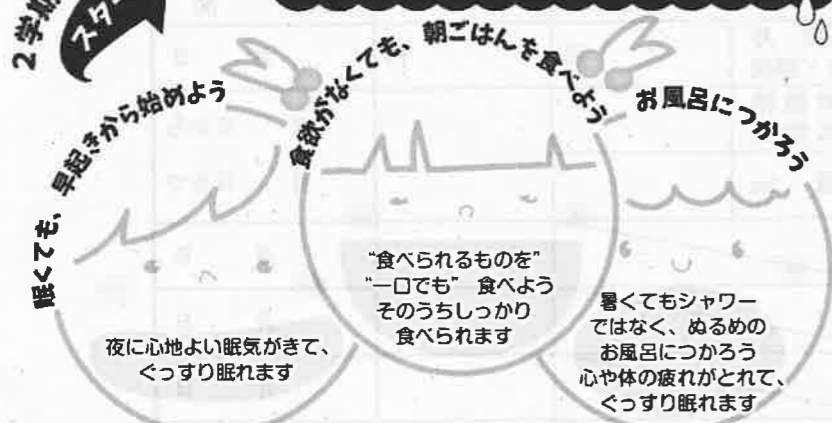 2学期
スター
眠くても、早起きから始めよう
夜に心地よい眠気がきて、
ぐっすり眠れます
食欲がなくても、朝ごはんを食べよう
“食べられるものを”
“一口でも” 食べよう
そのうちしっかり
食べられます
お風呂につかろう
暑くてもシャワー
ではなく、ぬるめの
お風呂につかろう
心や体の疲れがとれて、
ぐっすり眠れます